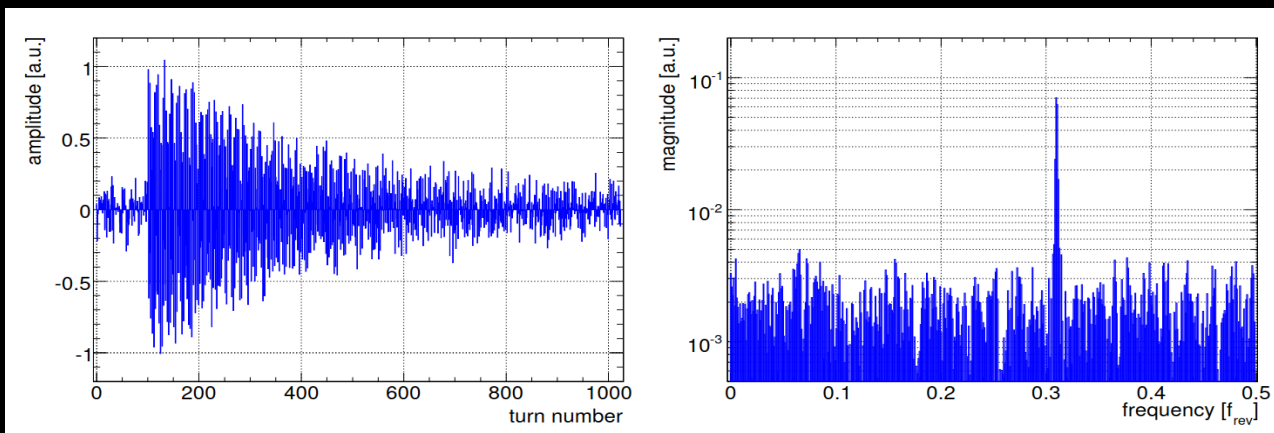 amplitude [a.u.]
1
0.5
0
-0.5
-1
0 200 400 600 800 1000
turn number
magnitude [a.u.]
10-1
10-2
10-3
0 0.1 0.2 0.3 0.4 0.5
frequency [frev]